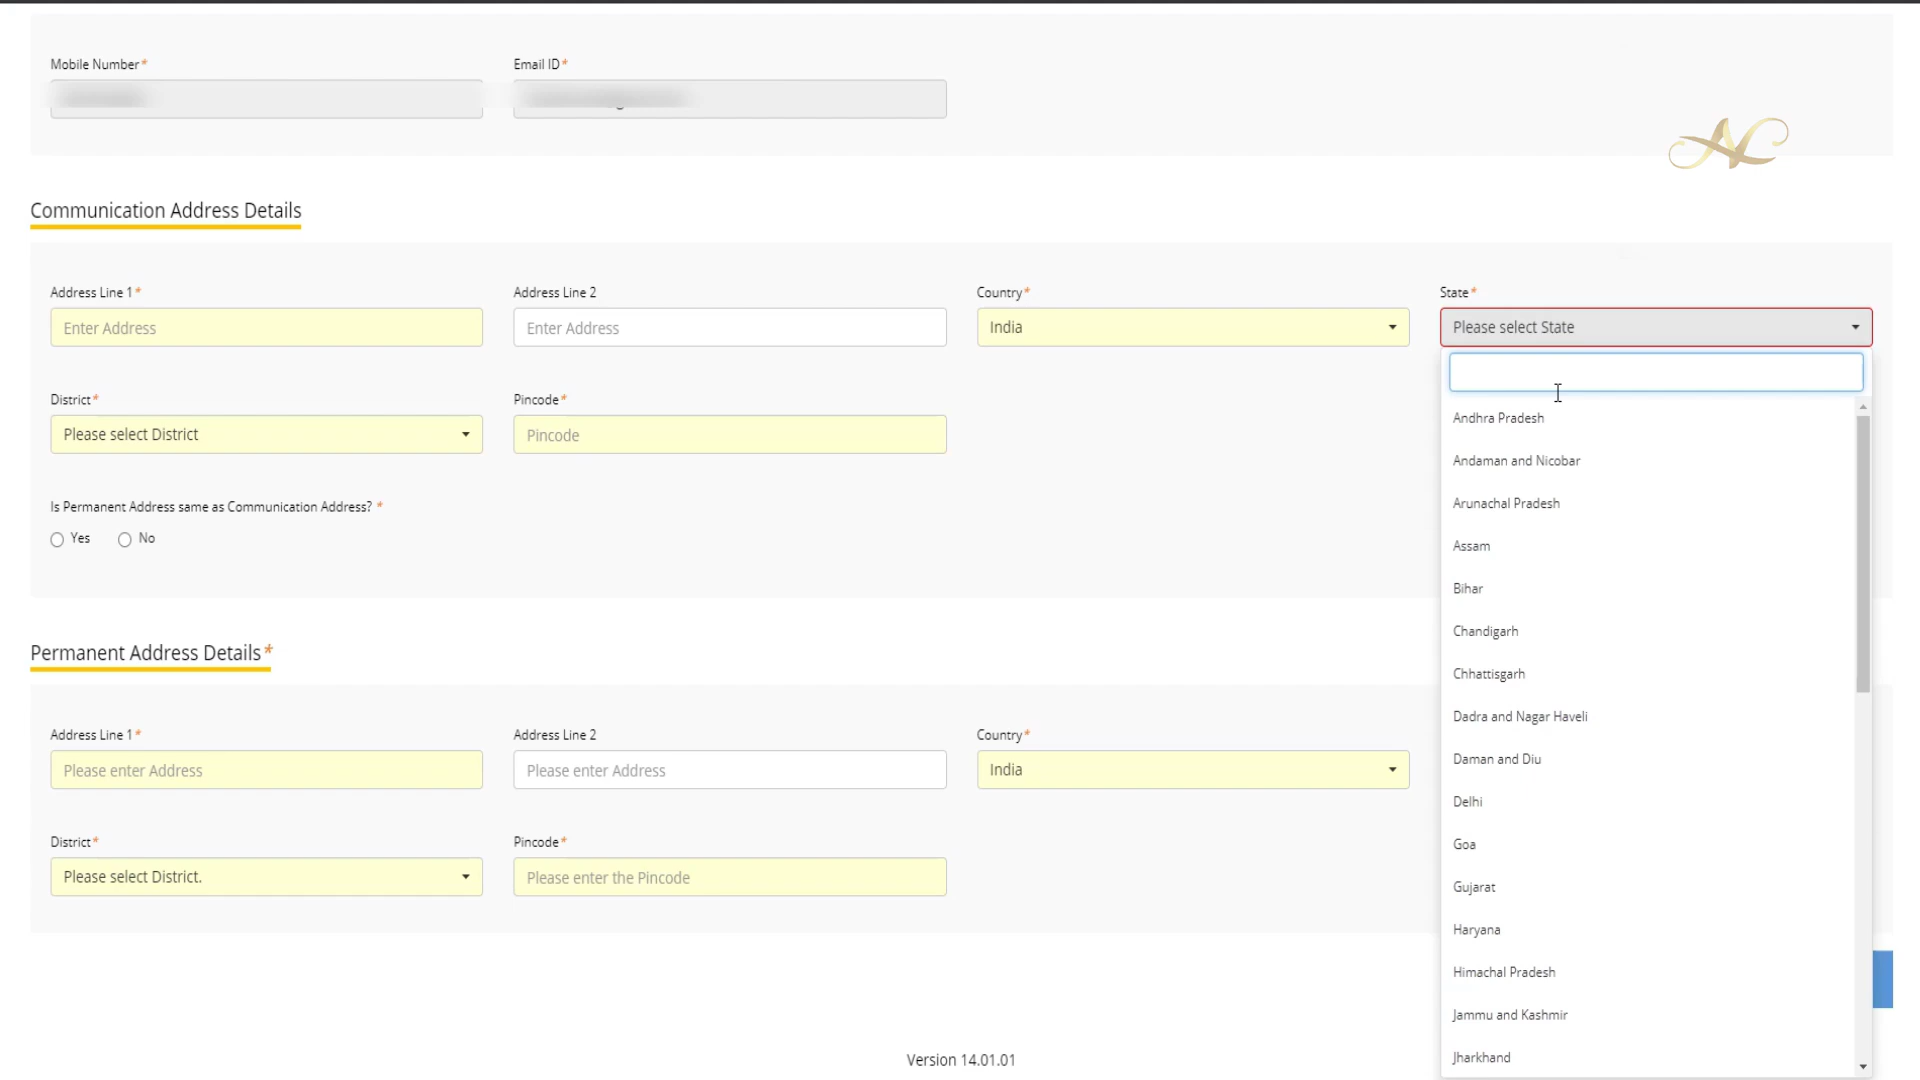 Mobile Number*
Email ID*
Communication Address Details
Address Line 1*
Address Line 2
Country*
State*
Enter Address
Enter Address
India
Please select State
District*
Pincode*
Please select District
Pincode
Is Permanent Address same as Communication Address? *
Yes
No
Andhra Pradesh
Andaman and Nicobar
Arunachal Pradesh
Assam
Bihar
Chandigarh
Chhattisgarh
Dadra and Nagar Haveli
Daman and Diu
Delhi
Goa
Gujarat
Haryana
Himachal Pradesh
Jammu and Kashmir
Jharkhand
Permanent Address Details*
Address Line 1*
Address Line 2
Country*
Please enter Address
Please enter Address
India
District*
Pincode*
Please select District.
Please enter the Pincode
Version 14.01.01